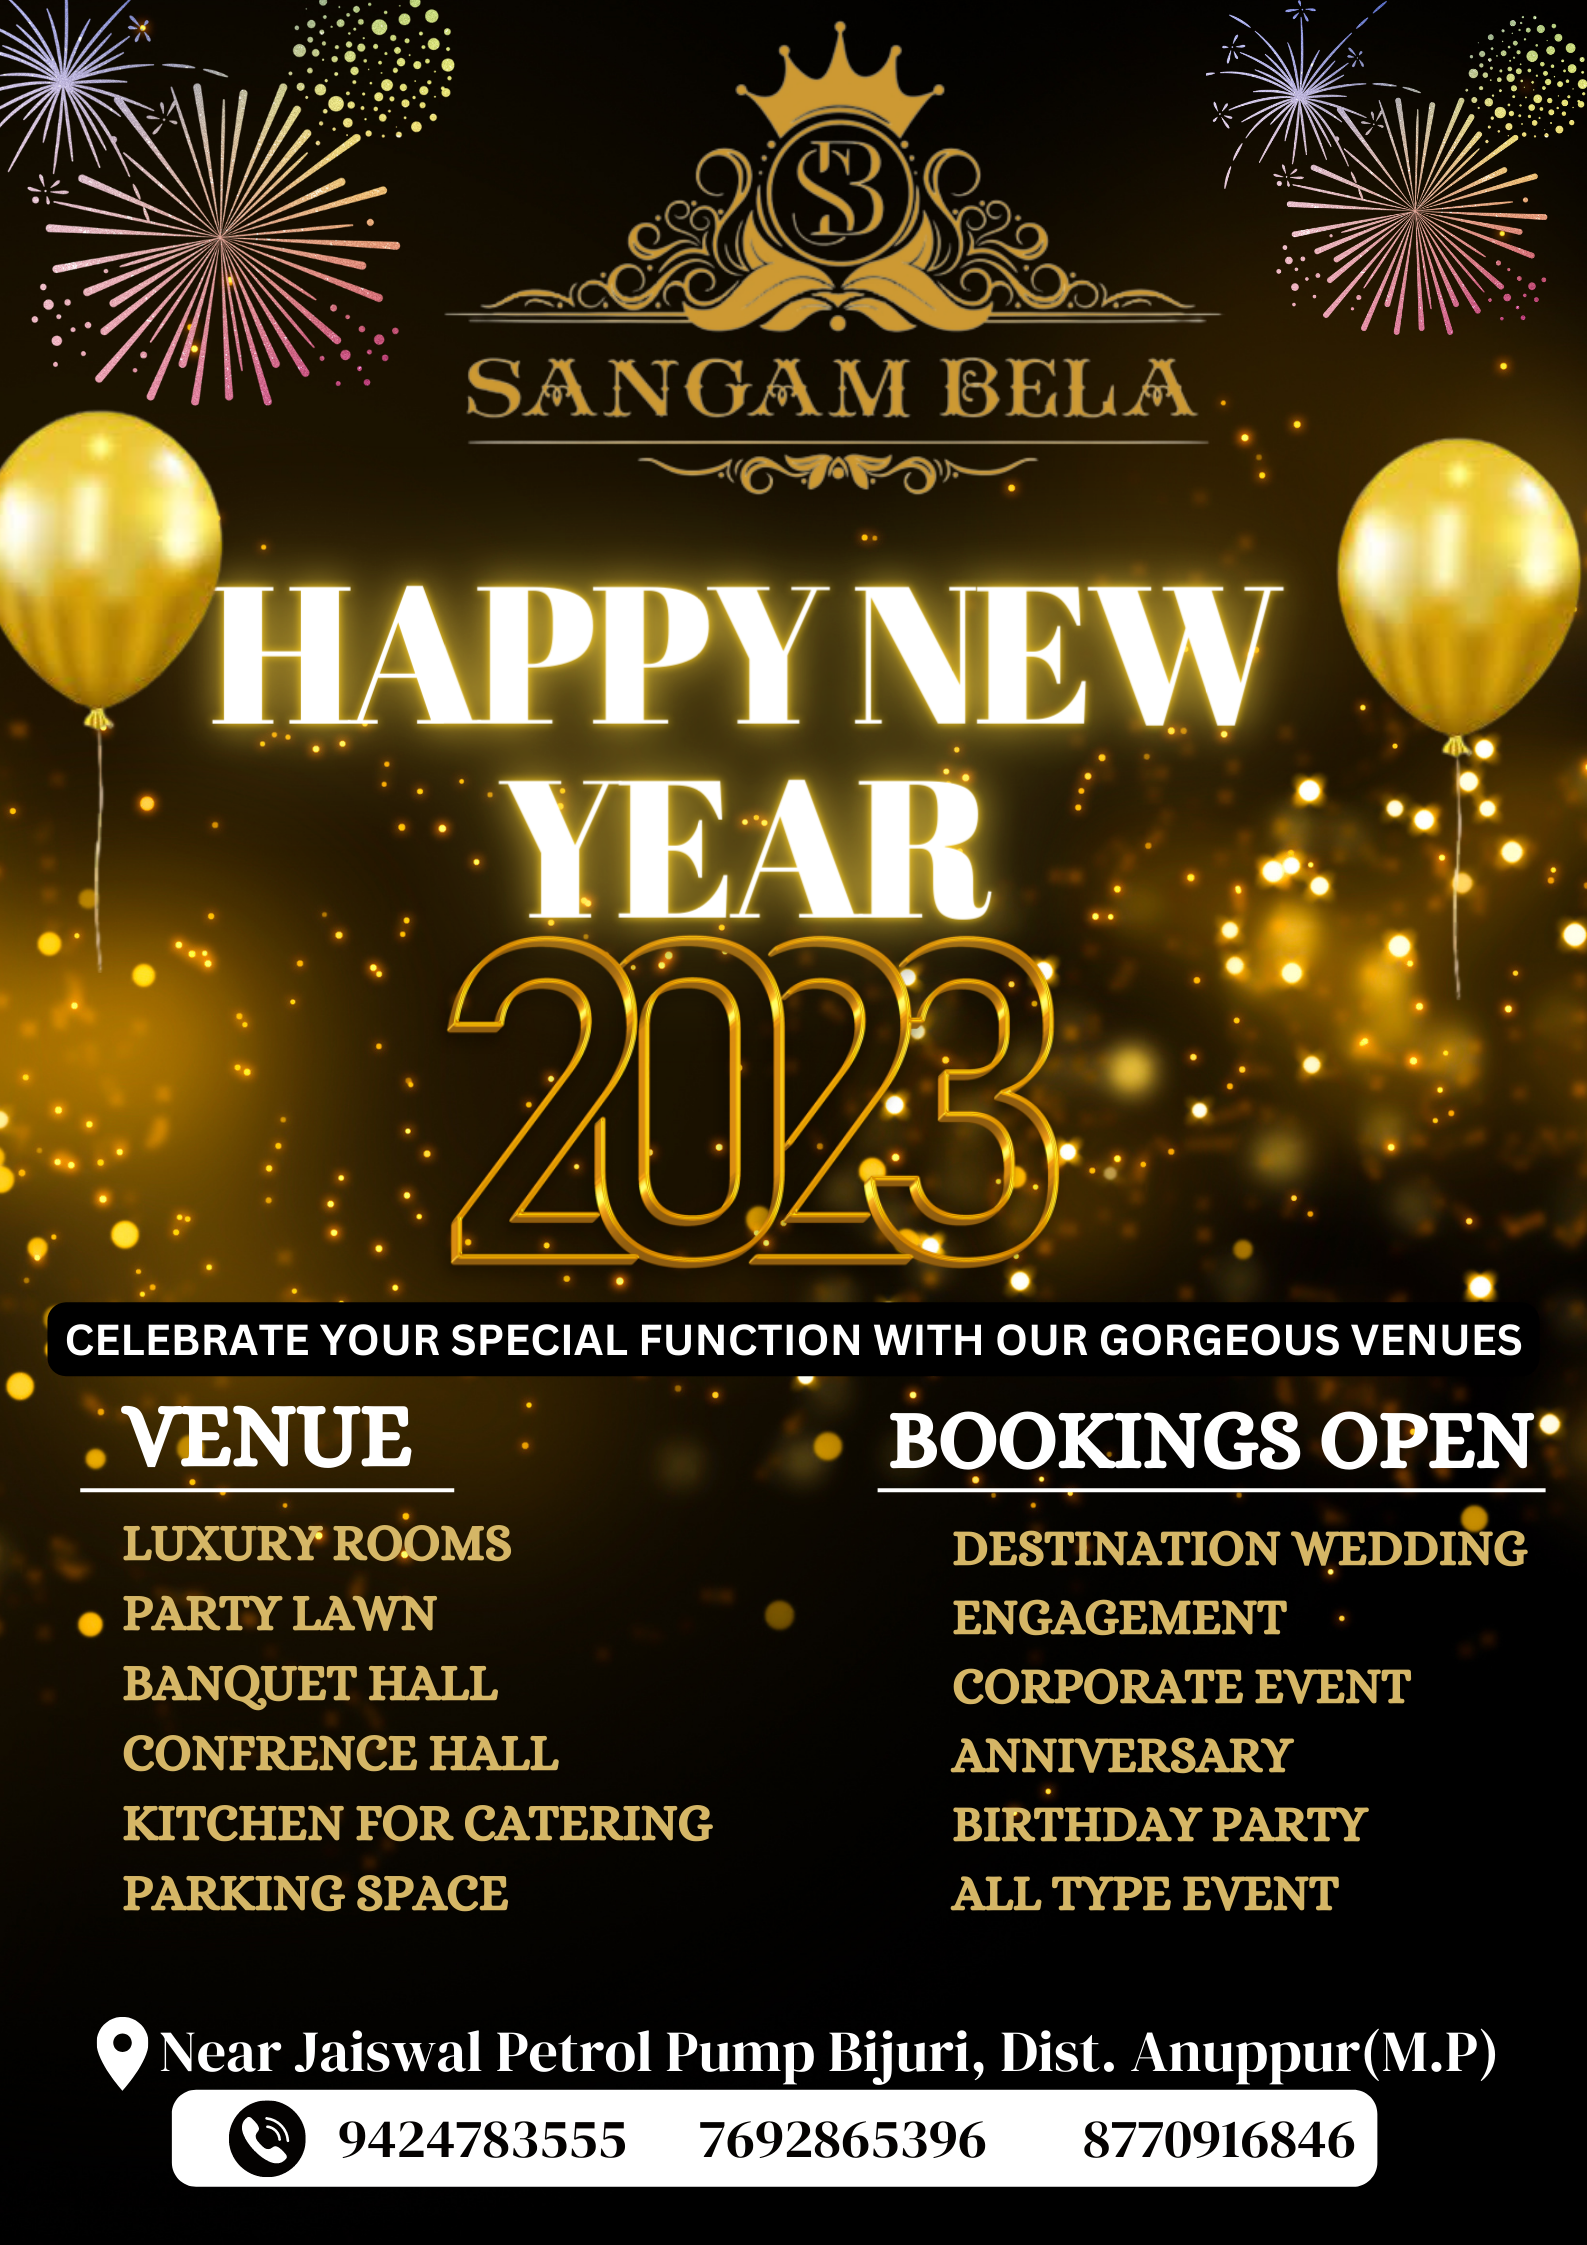 SB
SANGAM BELA
HAPPY NEW
YEAR
2023
CELEBRATE YOUR SPECIAL FUNCTION WITH OUR GORGEOUS VENUES
VENUE
LUXURY ROOMS
PARTY LAWN
BANQUET HALL
CONFRENCE HALL
KITCHEN FOR CATERING
PARKING SPACE
BOOKINGS OPEN
DESTINATION WEDDING
ENGAGEMENT
CORPORATE EVENT
ANNIVERSARY
BIRTHDAY PARTY
ALL TYPE EVENT
Near Jaiswal Petrol Pump Bijuri, Dist. Anuppur(M.P)
9424783555 7692865396 8770916846